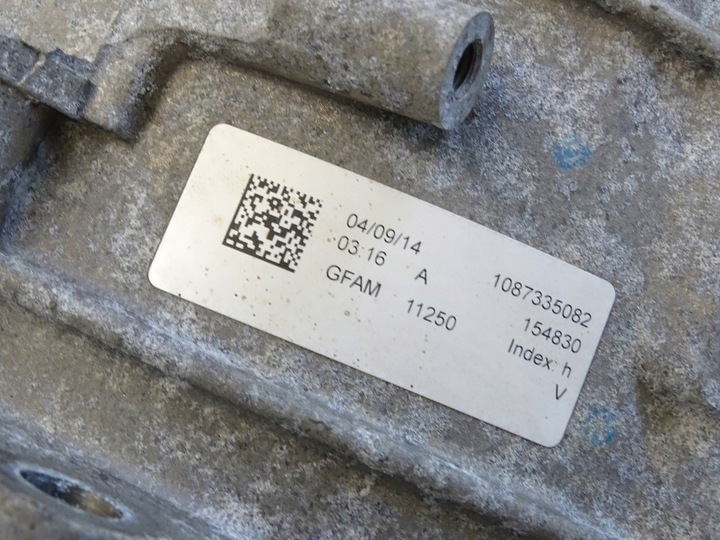 04/09/14
03:16 A
GFAM 11250
1087335082
154830
Index: h
V